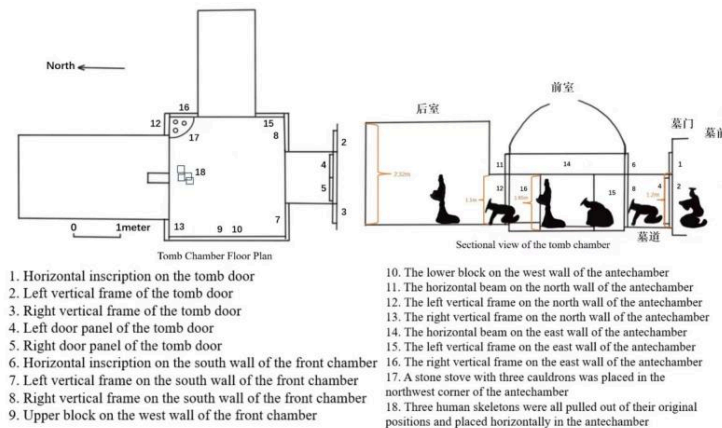 North
16
12
15
17
8
2
18
4
5
3
7
13
9
10
0
1meter
Tomb Chamber Floor Plan
前室
后室
墓门
墓前
11
14
6
1
12
16
15
8
4
2
1.2m
墓道
Sectional view of the tomb chamber
1. Horizontal inscription on the tomb door
2. Left vertical frame of the tomb door
3. Right vertical frame of the tomb door
4. Left door panel of the tomb door
5. Right door panel of the tomb door
6. Horizontal inscription on the south wall of the front chamber
7. Left vertical frame on the south wall of the front chamber
8. Right vertical frame on the south wall of the front chamber
9. Upper block on the west wall of the front chamber
10. The lower block on the west wall of the antechamber
11. The horizontal beam on the north wall of the antechamber
12. The left vertical frame on the north wall of the antechamber
13. The right vertical frame on the north wall of the antechamber
14. The horizontal beam on the east wall of the antechamber
15. The left vertical frame on the east wall of the antechamber
16. The right vertical frame on the east wall of the antechamber
17. A stone stove with three cauldrons was placed in the
northwest corner of the antechamber
18. Three human skeletons were all pulled out of their original
positions and placed horizontally in the antechamber